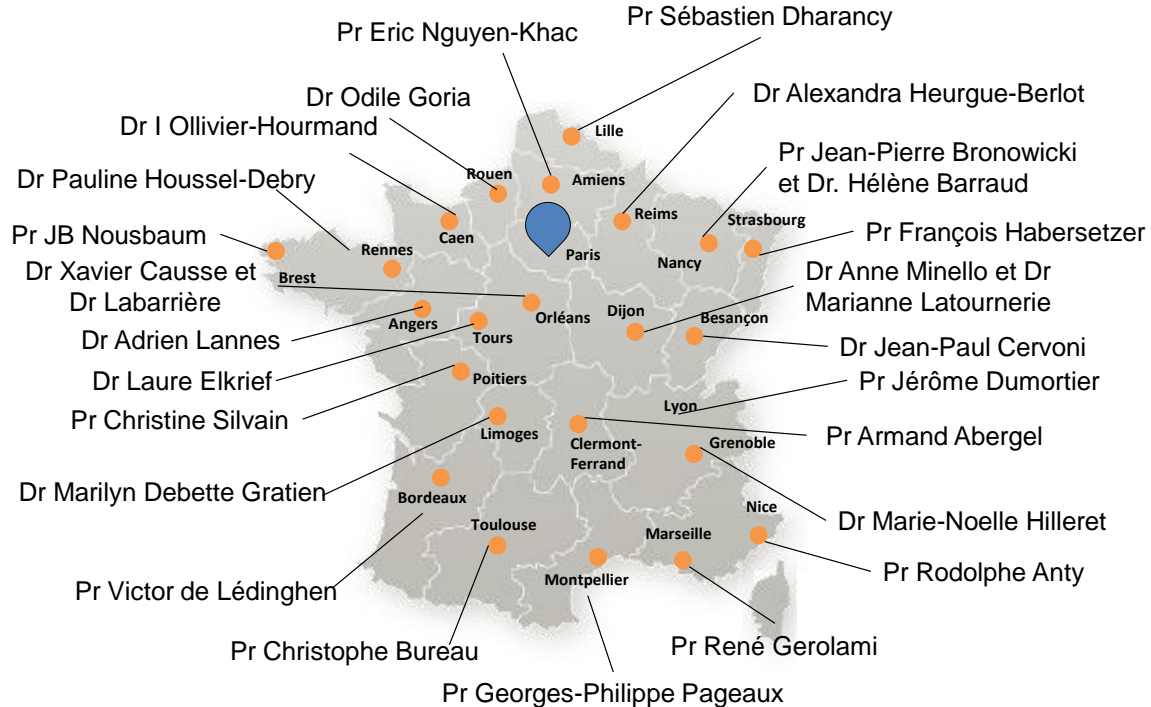 Pr Sébastien Dharancy
Pr Eric Nguyen-Khac
Dr Odile Goria
Dr Alexandra Heurgue-Berlot
Dr I Ollivier-Hourmand
Lille
Pr Jean-Pierre Bronowicki
et Dr. Hélène Barraud
Dr Pauline Houssel-Debry
Rouen
Amiens
Reims
Strasbourg
Pr JB Nousbaum
Caen
Pr François Habersetzer
Rennes
Paris
Nancy
Dr Xavier Causse et
Dr Labarrière
Brest
Dr Anne Minello et Dr
Marianne Latournerie
Orléans
Dijon
Besançon
Angers
Tours
Dr Adrien Lannes
Dr Jean-Paul Cervoni
Dr Laure Elkrief
Poitiers
Pr Jérôme Dumortier
Pr Christine Silvain
Lyon
Limoges
Clermont-
Ferrand
Grenoble
Pr Armand Abergel
Dr Marilyn Debette Gratien
Bordeaux
Nice
Toulouse
Marseille
Dr Marie-Noelle Hilleret
Montpellier
Pr Rodolphe Anty
Pr Victor de Lédinghen
Pr Christophe Bureau
Pr René Gerolami
Pr Georges-Philippe Pageaux